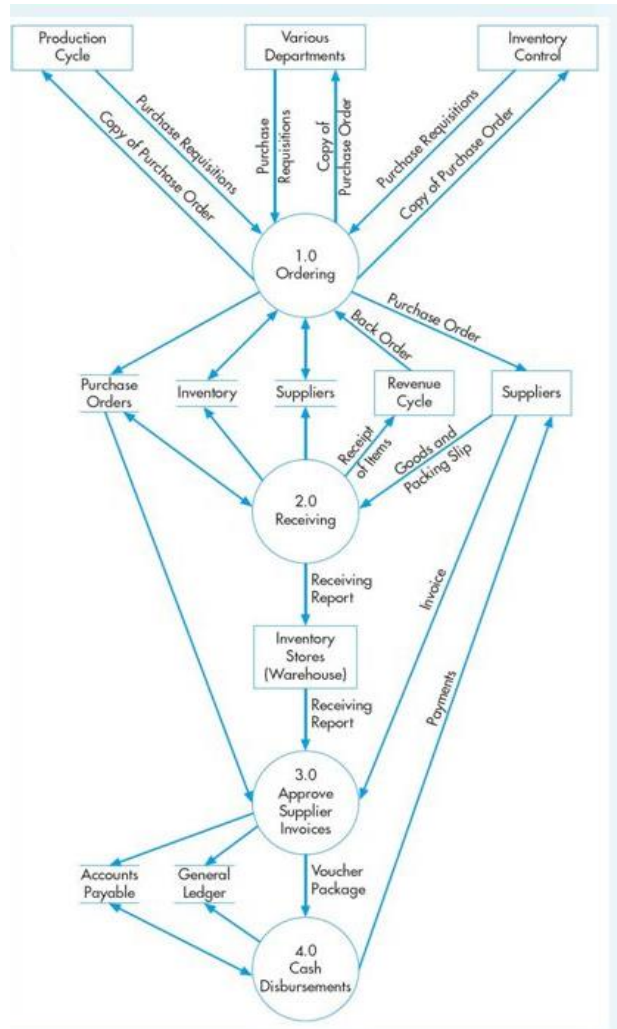 Production
Cycle
Various
Departments
Inventory
Control
Copy of Purchase Order
Purchase Requisitions
Purchase
Requisitions
Copy of
Purchase Order
Purchase Requisitions
Copy of Purchase Order
1.0
Ordering
Purchase Order
Back Order
Purchase
Orders
Inventory
Suppliers
Revenue
Cycle
Suppliers
Receipt
of Items
Goods and
Packing Slip
2.0
Receiving
Receiving
Report
Invoice
Inventory
Stores
(Warehouse)
Payments
Receiving
Report
3.0
Approve
Supplier
Invoices
Accounts
Payable
General
Ledger
Voucher
Package
4.0
Cash
Disbursements